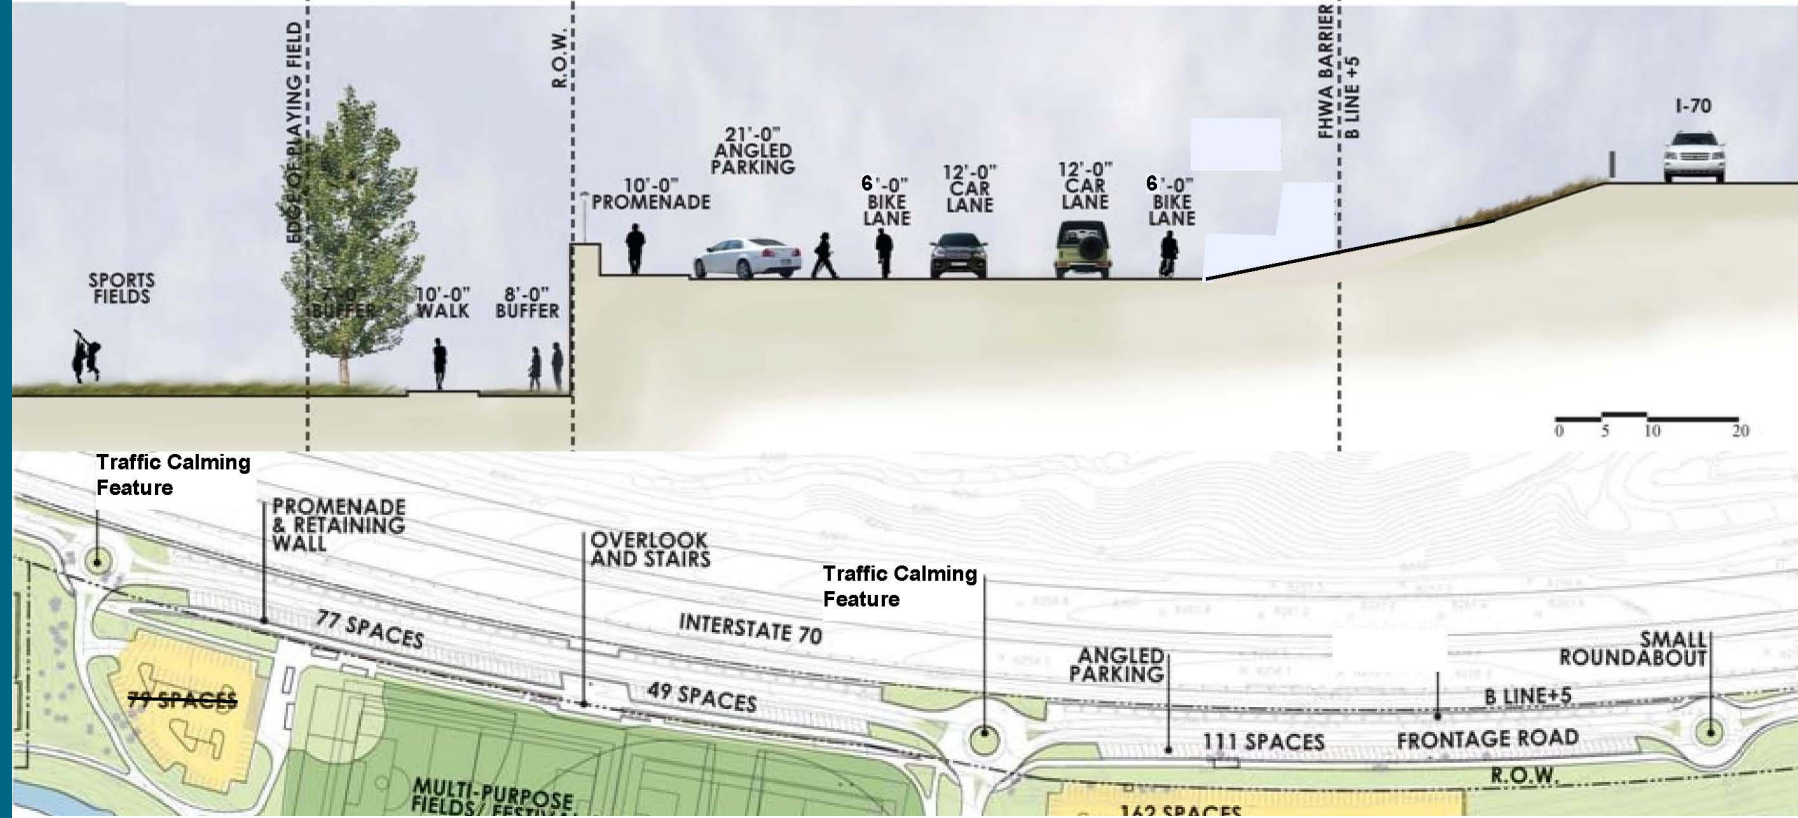 EDGE OF PLAYING FIELD
R.O.W.
FHWA BARRIER
B LINE +5
I-70
21'-0"
ANGLED
PARKING
10'-0"
PROMENADE
6'-0"
BIKE
LANE
12'-0"
CAR
LANE
12'-0"
CAR
LANE
6'-0"
BIKE
LANE
SPORTS
FIELDS
7'-0"
BUFFER
10'-0"
WALK
8'-0"
BUFFER
0 5 10 20
Traffic Calming
Feature
PROMENADE
& RETAINING
WALL
OVERLOOK
AND STAIRS
Traffic Calming
Feature
77 SPACES
INTERSTATE 70
ANGLED
PARKING
SMALL
ROUNDABOUT
79 SPACES
49 SPACES
B LINE+5
111 SPACES
FRONTAGE ROAD
R.O.W.
MULTI-PURPOSE
FIELDS/ FESTIVAL
162 SPACES